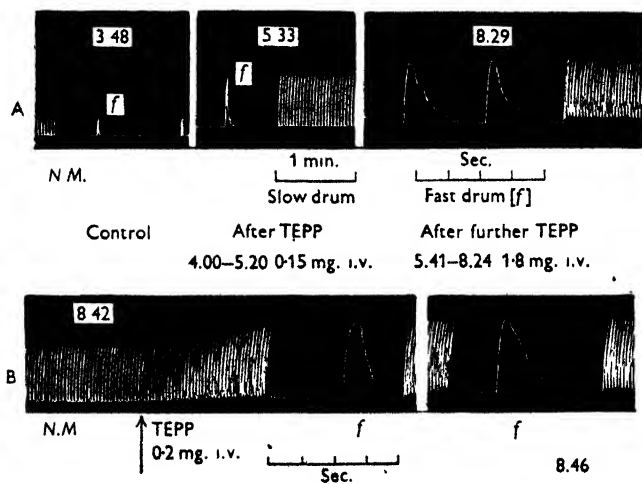 3 48
5 33
8.29
f
f
A
N M.
1 min.
Sec.
Slow drum
Fast drum [f]
Control
After TEPP
After further TEPP
4.00–5.20 0·15 mg. i.v.
5.41–8.24 1·8 mg. i.v.
8 42
B
N.M
TEPP
f
f
0·2 mg. i.v.
Sec.
8.46